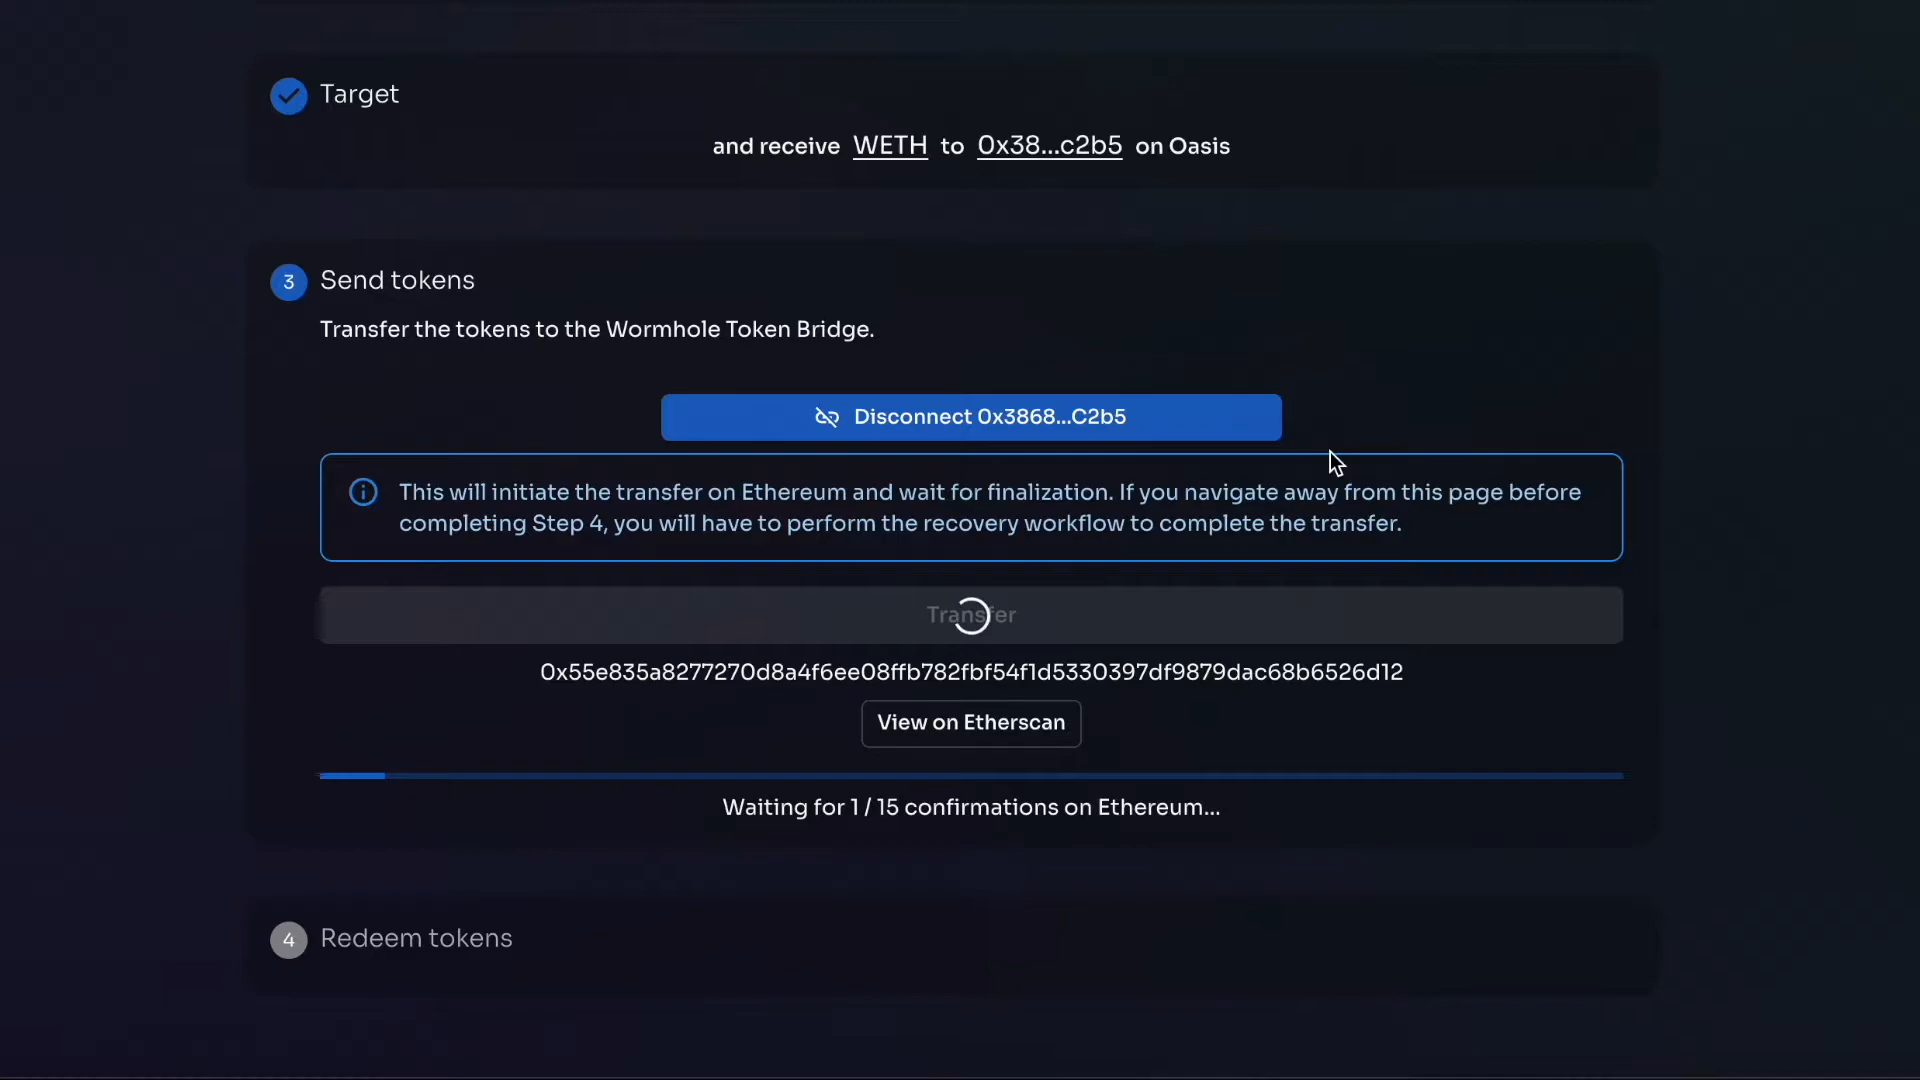 Target
and receive WETH to 0x38...c2b5 on Oasis
3 Send tokens
Transfer the tokens to the Wormhole Token Bridge.
Disconnect 0x3868...C2b5
This will initiate the transfer on Ethereum and wait for finalization. If you navigate away from this page before
completing Step 4, you will have to perform the recovery workflow to complete the transfer.
Transfer
0x55e835a8277270d8a4f6ee08ffb782fbf54f1d5330397df9879dac68b6526d12
View on Etherscan
Waiting for 1 / 15 confirmations on Ethereum...
4 Redeem tokens